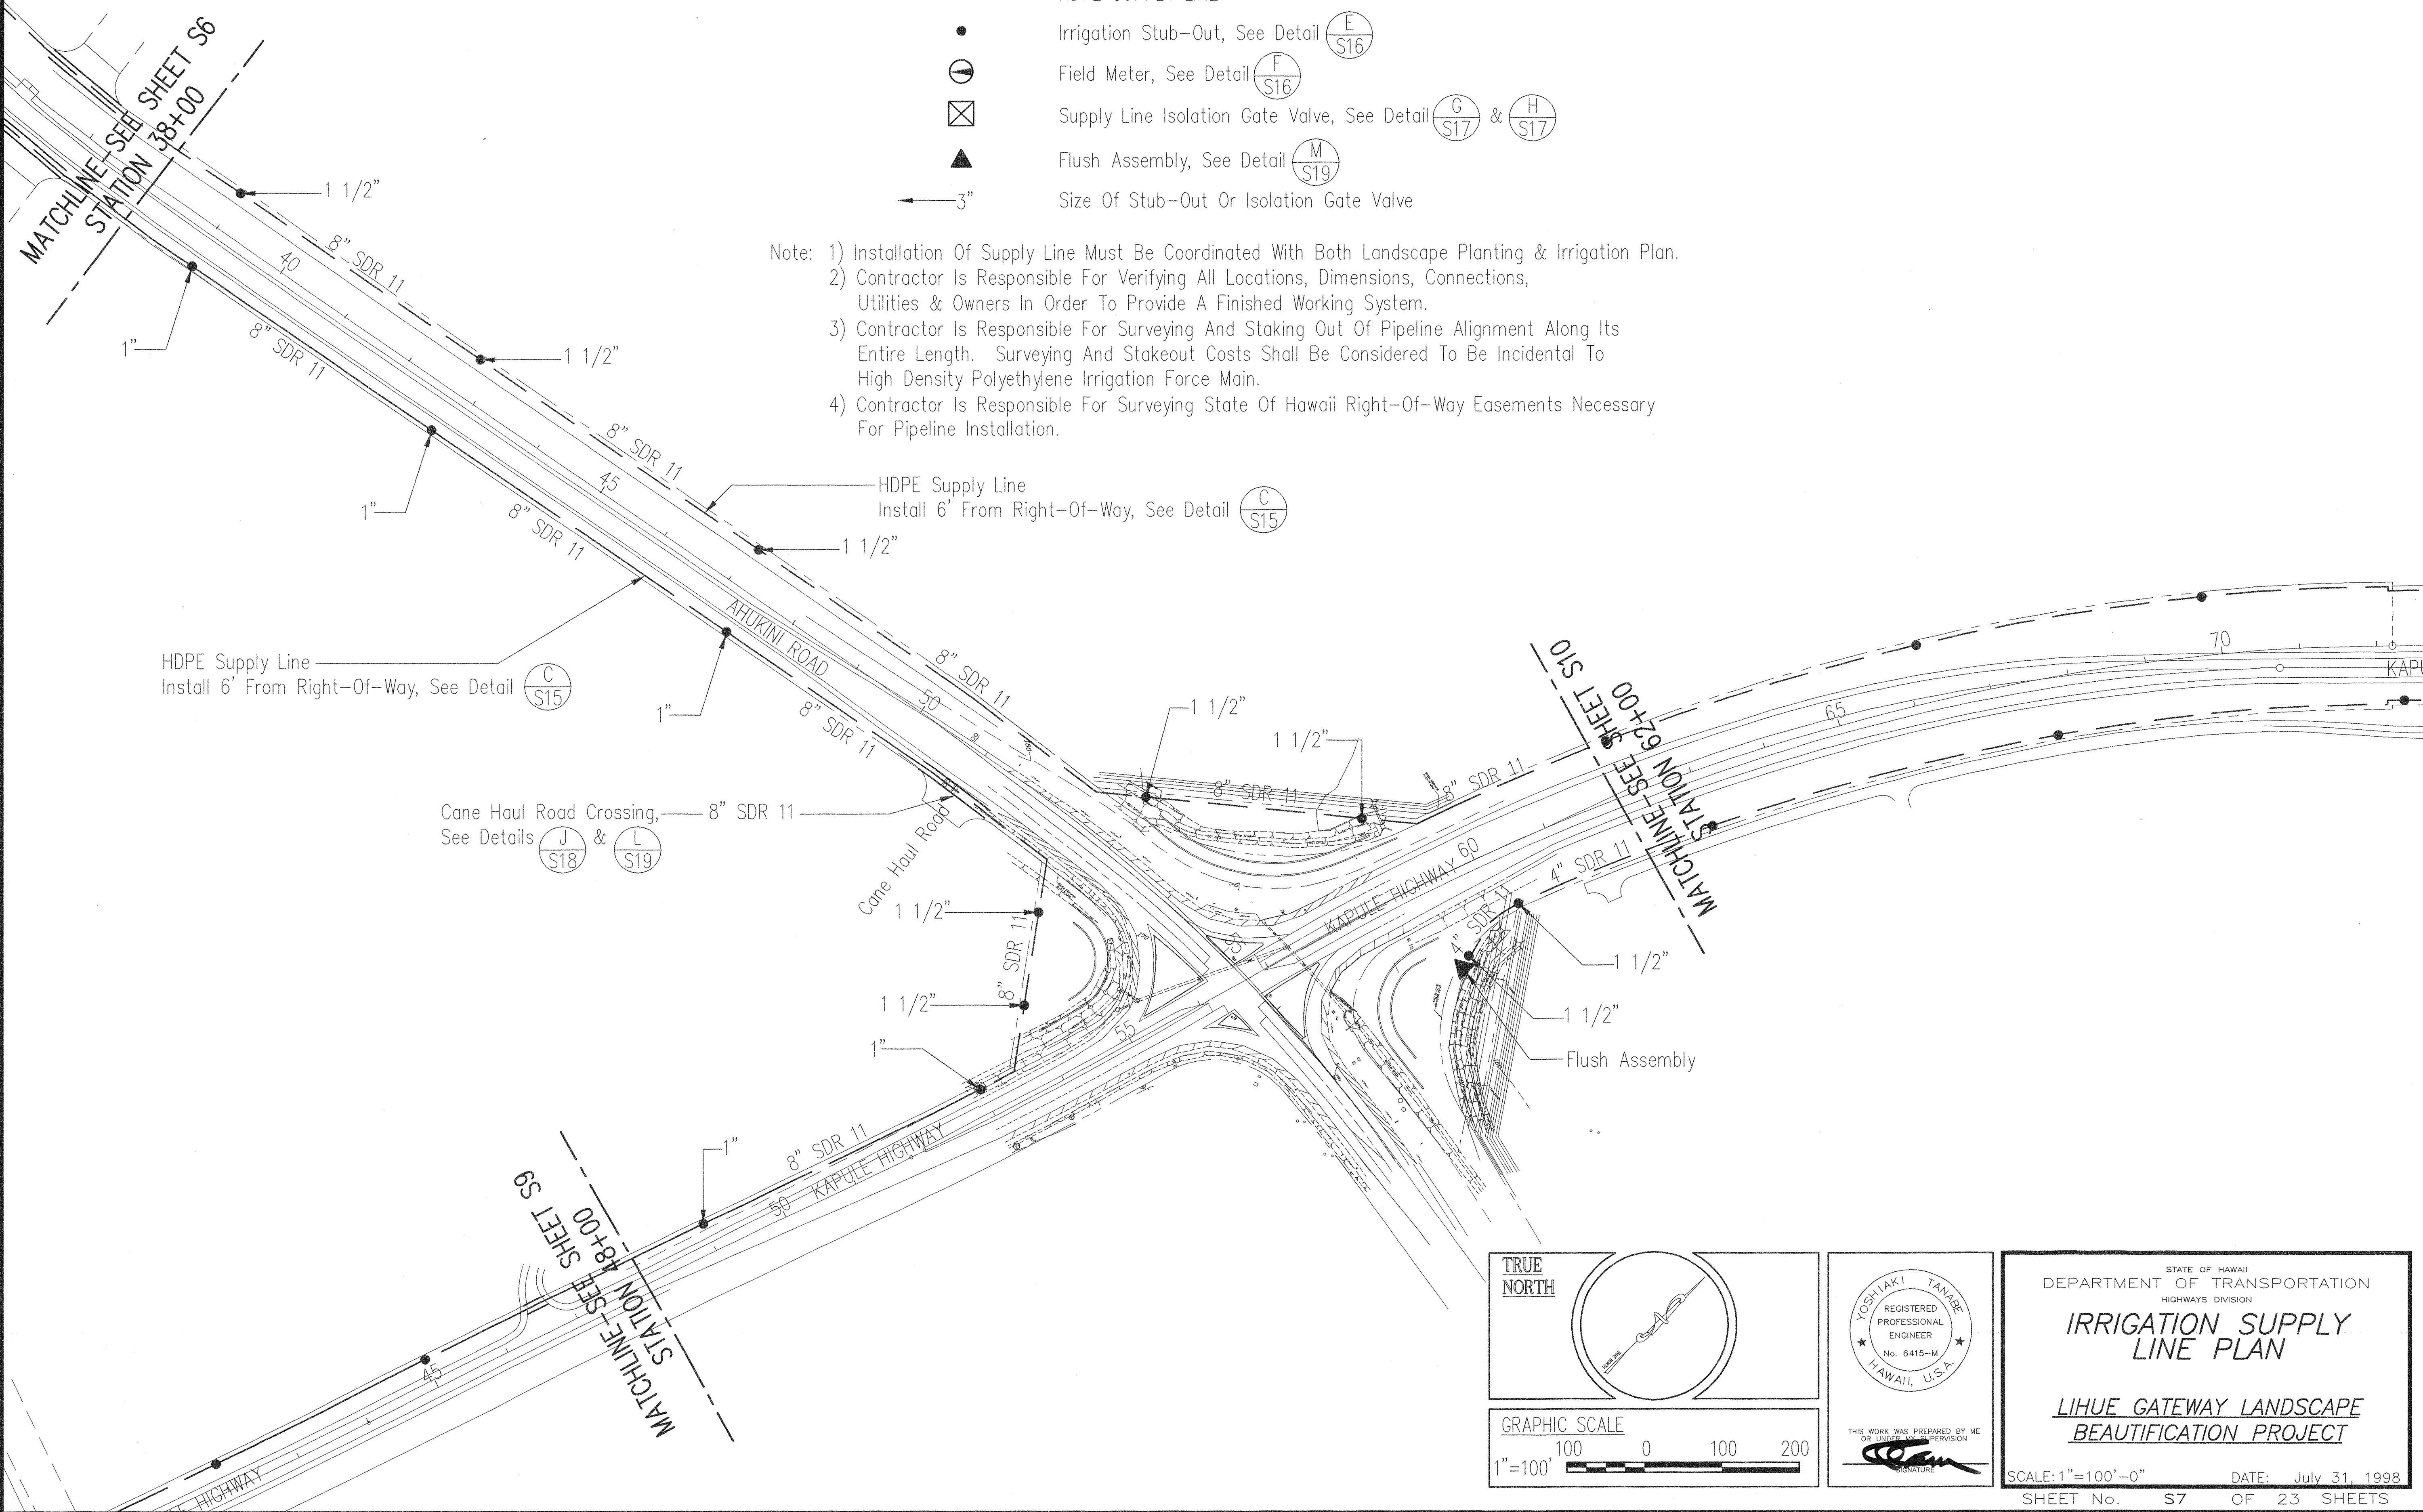 Irrigation Stub-Out, See Detail E S16
Field Meter, See Detail F S16
Supply Line Isolation Gate Valve, See Detail G S17 & H S17
Flush Assembly, See Detail M S19
3" Size Of Stub-Out Or Isolation Gate Valve
Note: 1) Installation Of Supply Line Must Be Coordinated With Both Landscape Planting & Irrigation Plan.
2) Contractor Is Responsible For Verifying All Locations, Dimensions, Connections,
Utilities & Owners In Order To Provide A Finished Working System.
3) Contractor Is Responsible For Surveying And Staking Out Of Pipeline Alignment Along Its
Entire Length. Surveying And Stakeout Costs Shall Be Considered To Be Incidental To
High Density Polyethylene Irrigation Force Main.
4) Contractor Is Responsible For Surveying State Of Hawaii Right-Of-Way Easements Necessary
For Pipeline Installation.
MATCHLINE-SEE SHEET S6
STATION 38+00
1 1/2"
8" SDR 11
40
1"
8" SDR 11
1 1/2"
8" SDR 11
45
1"
8" SDR 11
HDPE Supply Line
Install 6' From Right-Of-Way, See Detail C S15
1 1/2"
AHUKINI ROAD
HDPE Supply Line
Install 6' From Right-Of-Way, See Detail C S15
1"
8" SDR 11
8" SDR 11
50
Cane Haul Road Crossing,
See Details J S18 & L S19
8" SDR 11
Cane Haul Road
1 1/2"
1 1/2"
8" SDR 11
8" SDR 11
MATCHLINE-SEE SHEET S10
STATION 62+00
65
70
KAPU
60
KAPULE HIGHWAY
4" SDR 11
4" SDR 11
1 1/2"
1 1/2"
Flush Assembly
55
1 1/2"
8" SDR 11
1 1/2"
1"
55
8" SDR 11
KAPULE HIGHWAY
50
1"
MATCHLINE-SEE SHEET S9
STATION 48+00
45
LE HIGHWAY
TRUE
NORTH
GRAPHIC SCALE
1"=100'
100 0 100 200
YOSHIAKI TANABE
REGISTERED
PROFESSIONAL
ENGINEER
No. 6415-M
HAWAII, U.S.A.
THIS WORK WAS PREPARED BY ME
OR UNDER MY SUPERVISION
SIGNATURE
STATE OF HAWAII
DEPARTMENT OF TRANSPORTATION
HIGHWAYS DIVISION
IRRIGATION SUPPLY
LINE PLAN
LIHUE GATEWAY LANDSCAPE
BEAUTIFICATION PROJECT
SCALE: 1"=100'-0" DATE: July 31, 1998
SHEET No. S7 OF 23 SHEETS